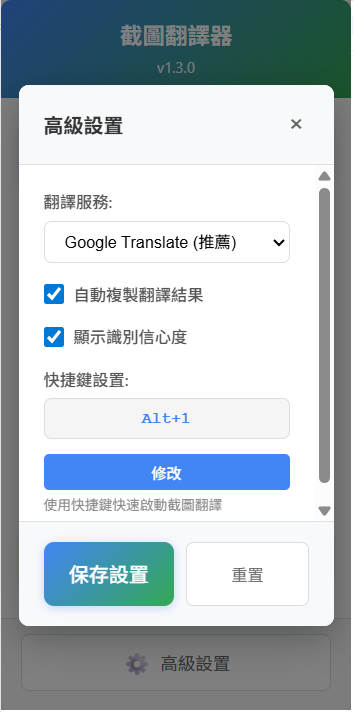 截圖翻譯器
v1.3.0
高級設置
×
翻譯服務:
Google Translate (推薦)
自動複製翻譯結果
顯示識別信心度
快捷鍵設置:
Alt+1
修改
使用快捷鍵快速啟動截圖翻譯
保存設置
重置
高級設置